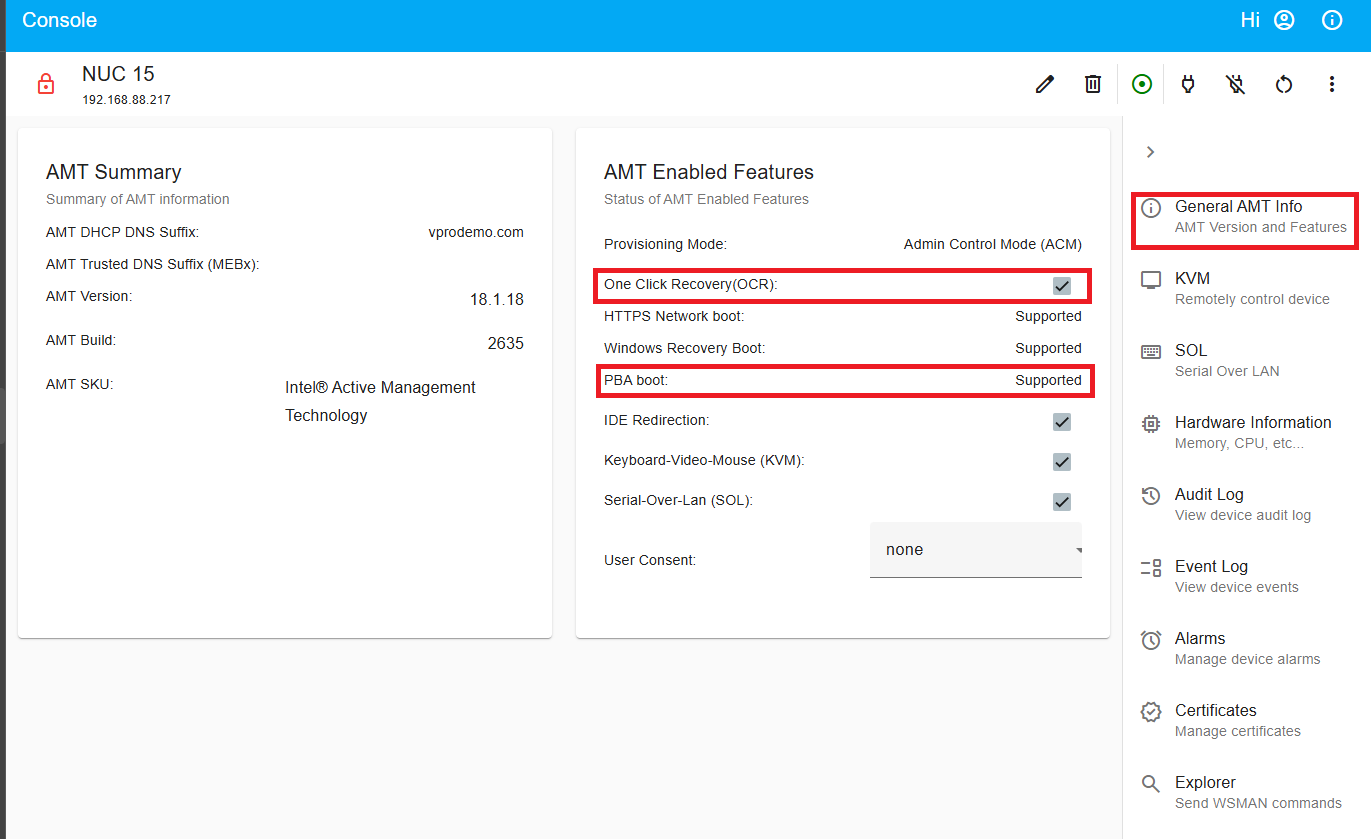 Console
Hi
NUC 15
192.168.88.217
AMT Summary
Summary of AMT information
AMT DHCP DNS Suffix: vprodemo.com
AMT Trusted DNS Suffix (MEBx):
AMT Version: 18.1.18
AMT Build: 2635
AMT SKU: Intel® Active Management
Technology
AMT Enabled Features
Status of AMT Enabled Features
Provisioning Mode: Admin Control Mode (ACM)
One Click Recovery(OCR):
HTTPS Network boot: Supported
Windows Recovery Boot: Supported
PBA boot: Supported
IDE Redirection:
Keyboard-Video-Mouse (KVM):
Serial-Over-Lan (SOL):
User Consent: none
General AMT Info
AMT Version and Features
KVM
Remotely control device
SOL
Serial Over LAN
Hardware Information
Memory, CPU, etc...
Audit Log
View device audit log
Event Log
View device events
Alarms
Manage device alarms
Certificates
Manage certificates
Explorer
Send WSMAN commands